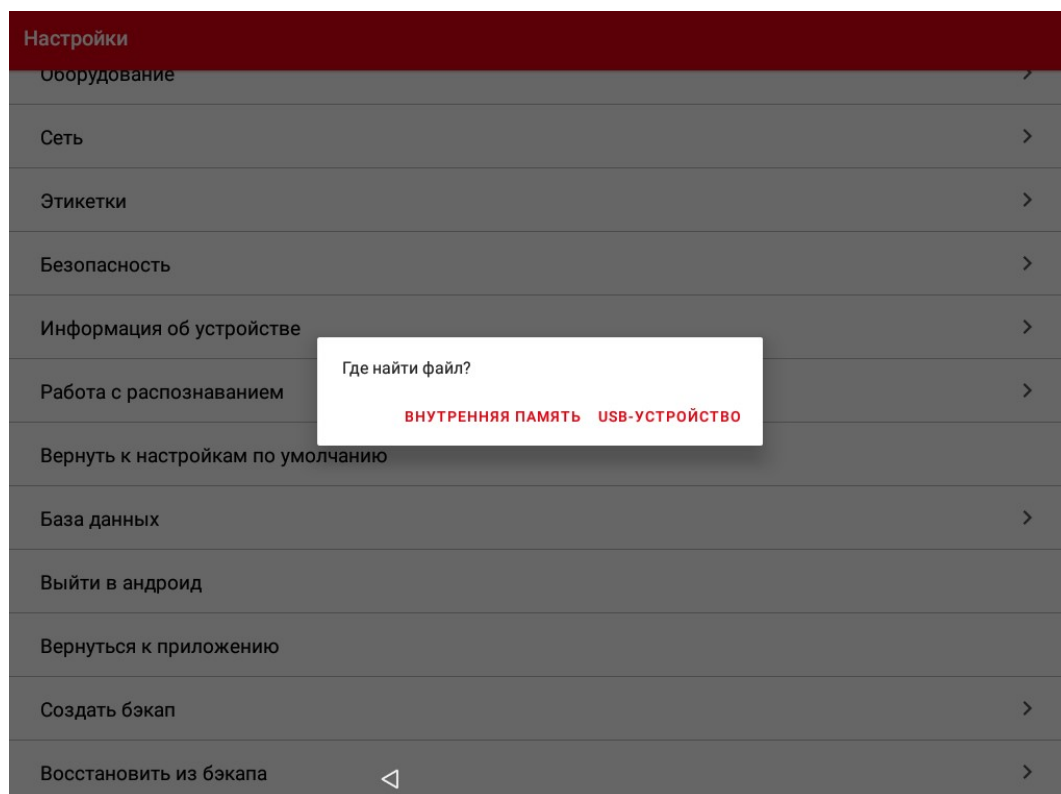 Настройки
Оборудование
Сеть
Этикетки
Безопасность
Информация об устройстве
Где найти файл?
Работа с распознаванием
ВНУТРЕННЯЯ ПАМЯТЬ USB-УСТРОЙСТВО
Вернуть к настройкам по умолчанию
База данных
Выйти в андроид
Вернуться к приложению
Создать бэкап
Восстановить из бэкапа